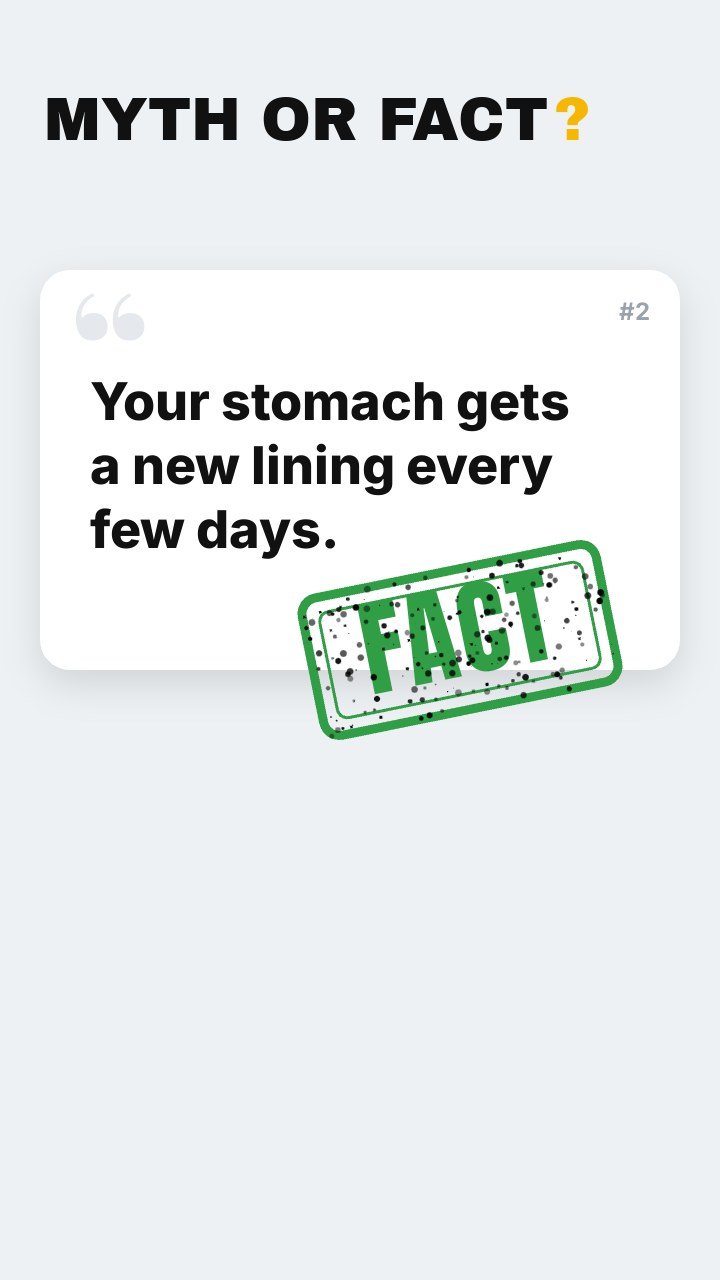 MYTH OR FACT?
#2
Your stomach gets
a new lining every
few days.
FACT